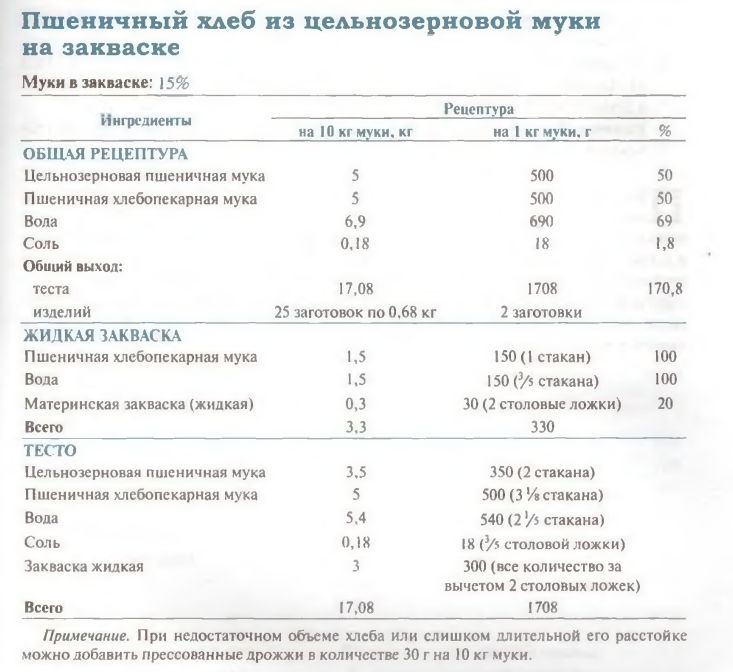 Пшеничный хлеб из цельнозерновой муки
на закваске
Муки в закваске: 15%
Ингредиенты Рецептура
на 10 кг муки, кг на 1 кг муки, г %
ОБЩАЯ РЕЦЕПТУРА
Цельнозерновая пшеничная мука 5 500 50
Пшеничная хлебопекарная мука 5 500 50
Вода 6,9 690 69
Соль 0,18 18 1,8
Общий выход:
теста 17,08 1708 170,8
изделий 25 заготовок по 0,68 кг 2 заготовки
ЖИДКАЯ ЗАКВАСКА
Пшеничная хлебопекарная мука 1,5 150 (1 стакан) 100
Вода 1,5 150 (3/5 стакана) 100
Материнская закваска (жидкая) 0,3 30 (2 столовые ложки) 20
Всего 3,3 330
ТЕСТО
Цельнозерновая пшеничная мука 3,5 350 (2 стакана)
Пшеничная хлебопекарная мука 5 500 (3 1/8 стакана)
Вода 5,4 540 (2 1/5 стакана)
Соль 0,18 18 (3/5 столовой ложки)
Закваска жидкая 3 300 (все количество за
вычетом 2 столовых ложек)
Всего 17,08 1708
Примечание. При недостаточном объеме хлеба или слишком длительной его расстойке
можно добавить прессованные дрожжи в количестве 30 г на 10 кг муки.